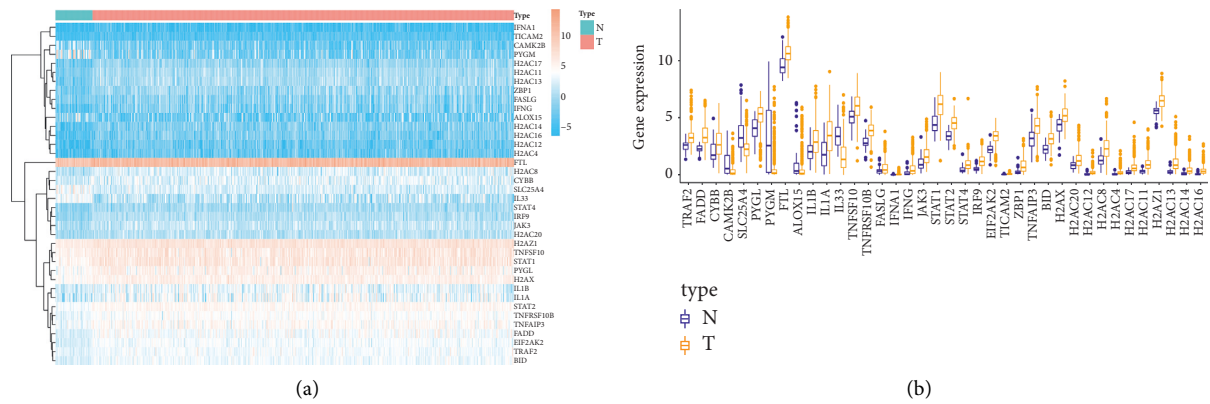 Type
IFNA1
TICAM2
CAMK2B
PYGM
H2AC17
H2AC11
H2AC13
ZBP1
FASLG
IFNG
ALOX15
H2AC14
H2AC16
H2AC12
H2AC4
FTL
H2AC8
CYBB
SLC25A4
IL33
STAT4
IRF9
JAK3
H2AC20
H2AZ1
TNFSF10
STAT1
PYGL
H2AX
IL1B
IL1A
STAT2
TNFRSF10B
TNFAIP3
FADD
EIF2AK2
TRAF2
BID
10
5
0
−5
Type
N
T
(a)
Gene expression
10
5
0
TRAF2
FADD
CYBB
CAMK2B
SLC25A4
PYGL
PYGM
FTL
ALOX15
IL1B
IL1A
IL33
TNFSF10
TNFRSF10B
FASLG
IFNA1
IFNG
JAK3
STAT1
STAT2
STAT4
IRF9
EIF2AK2
TICAM2
ZBP1
TNFAIP3
BID
H2AX
H2AC20
H2AC12
H2AC8
H2AC4
H2AC17
H2AC11
H2AZ1
H2AC13
H2AC14
H2AC16
type
N
T
(b)